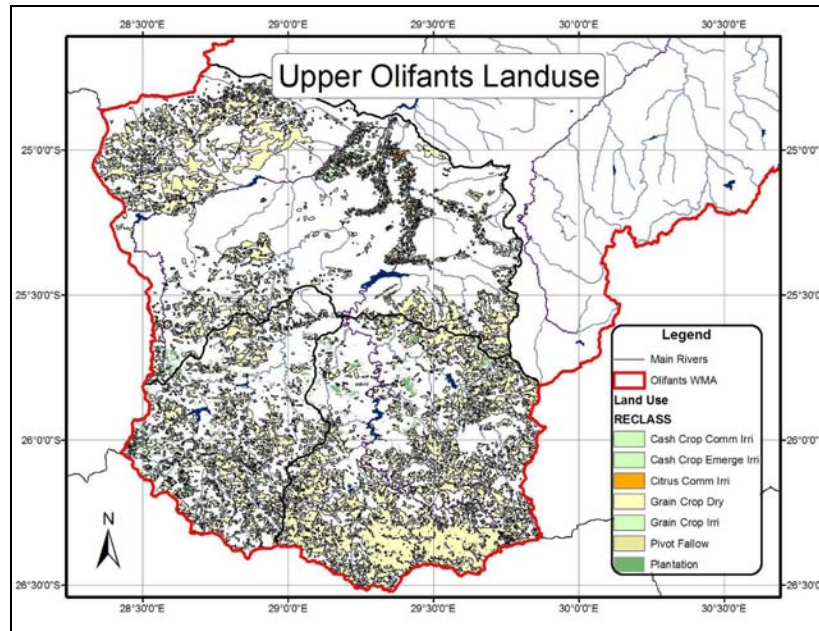 28°30'0"E 29°0'0"E 29°30'0"E 30°0'0"E 30°30'0"E
Upper Olifants Landuse
25°0'0"S 25°0'0"S
25°30'0"S 25°30'0"S
Legend
Main Rivers
Olifants WMA
Land Use
RECLASS
Cash Crop Comm Irri
26°0'0"S 26°0'0"S
Cash Crop Emerge Irri
Citrus Comm Irri
Grain Crop Dry
Grain Crop Irri
Pivot Fallow
Plantation
N
26°30'0"S 26°30'0"S
28°30'0"E 29°0'0"E 29°30'0"E 30°0'0"E 30°30'0"E